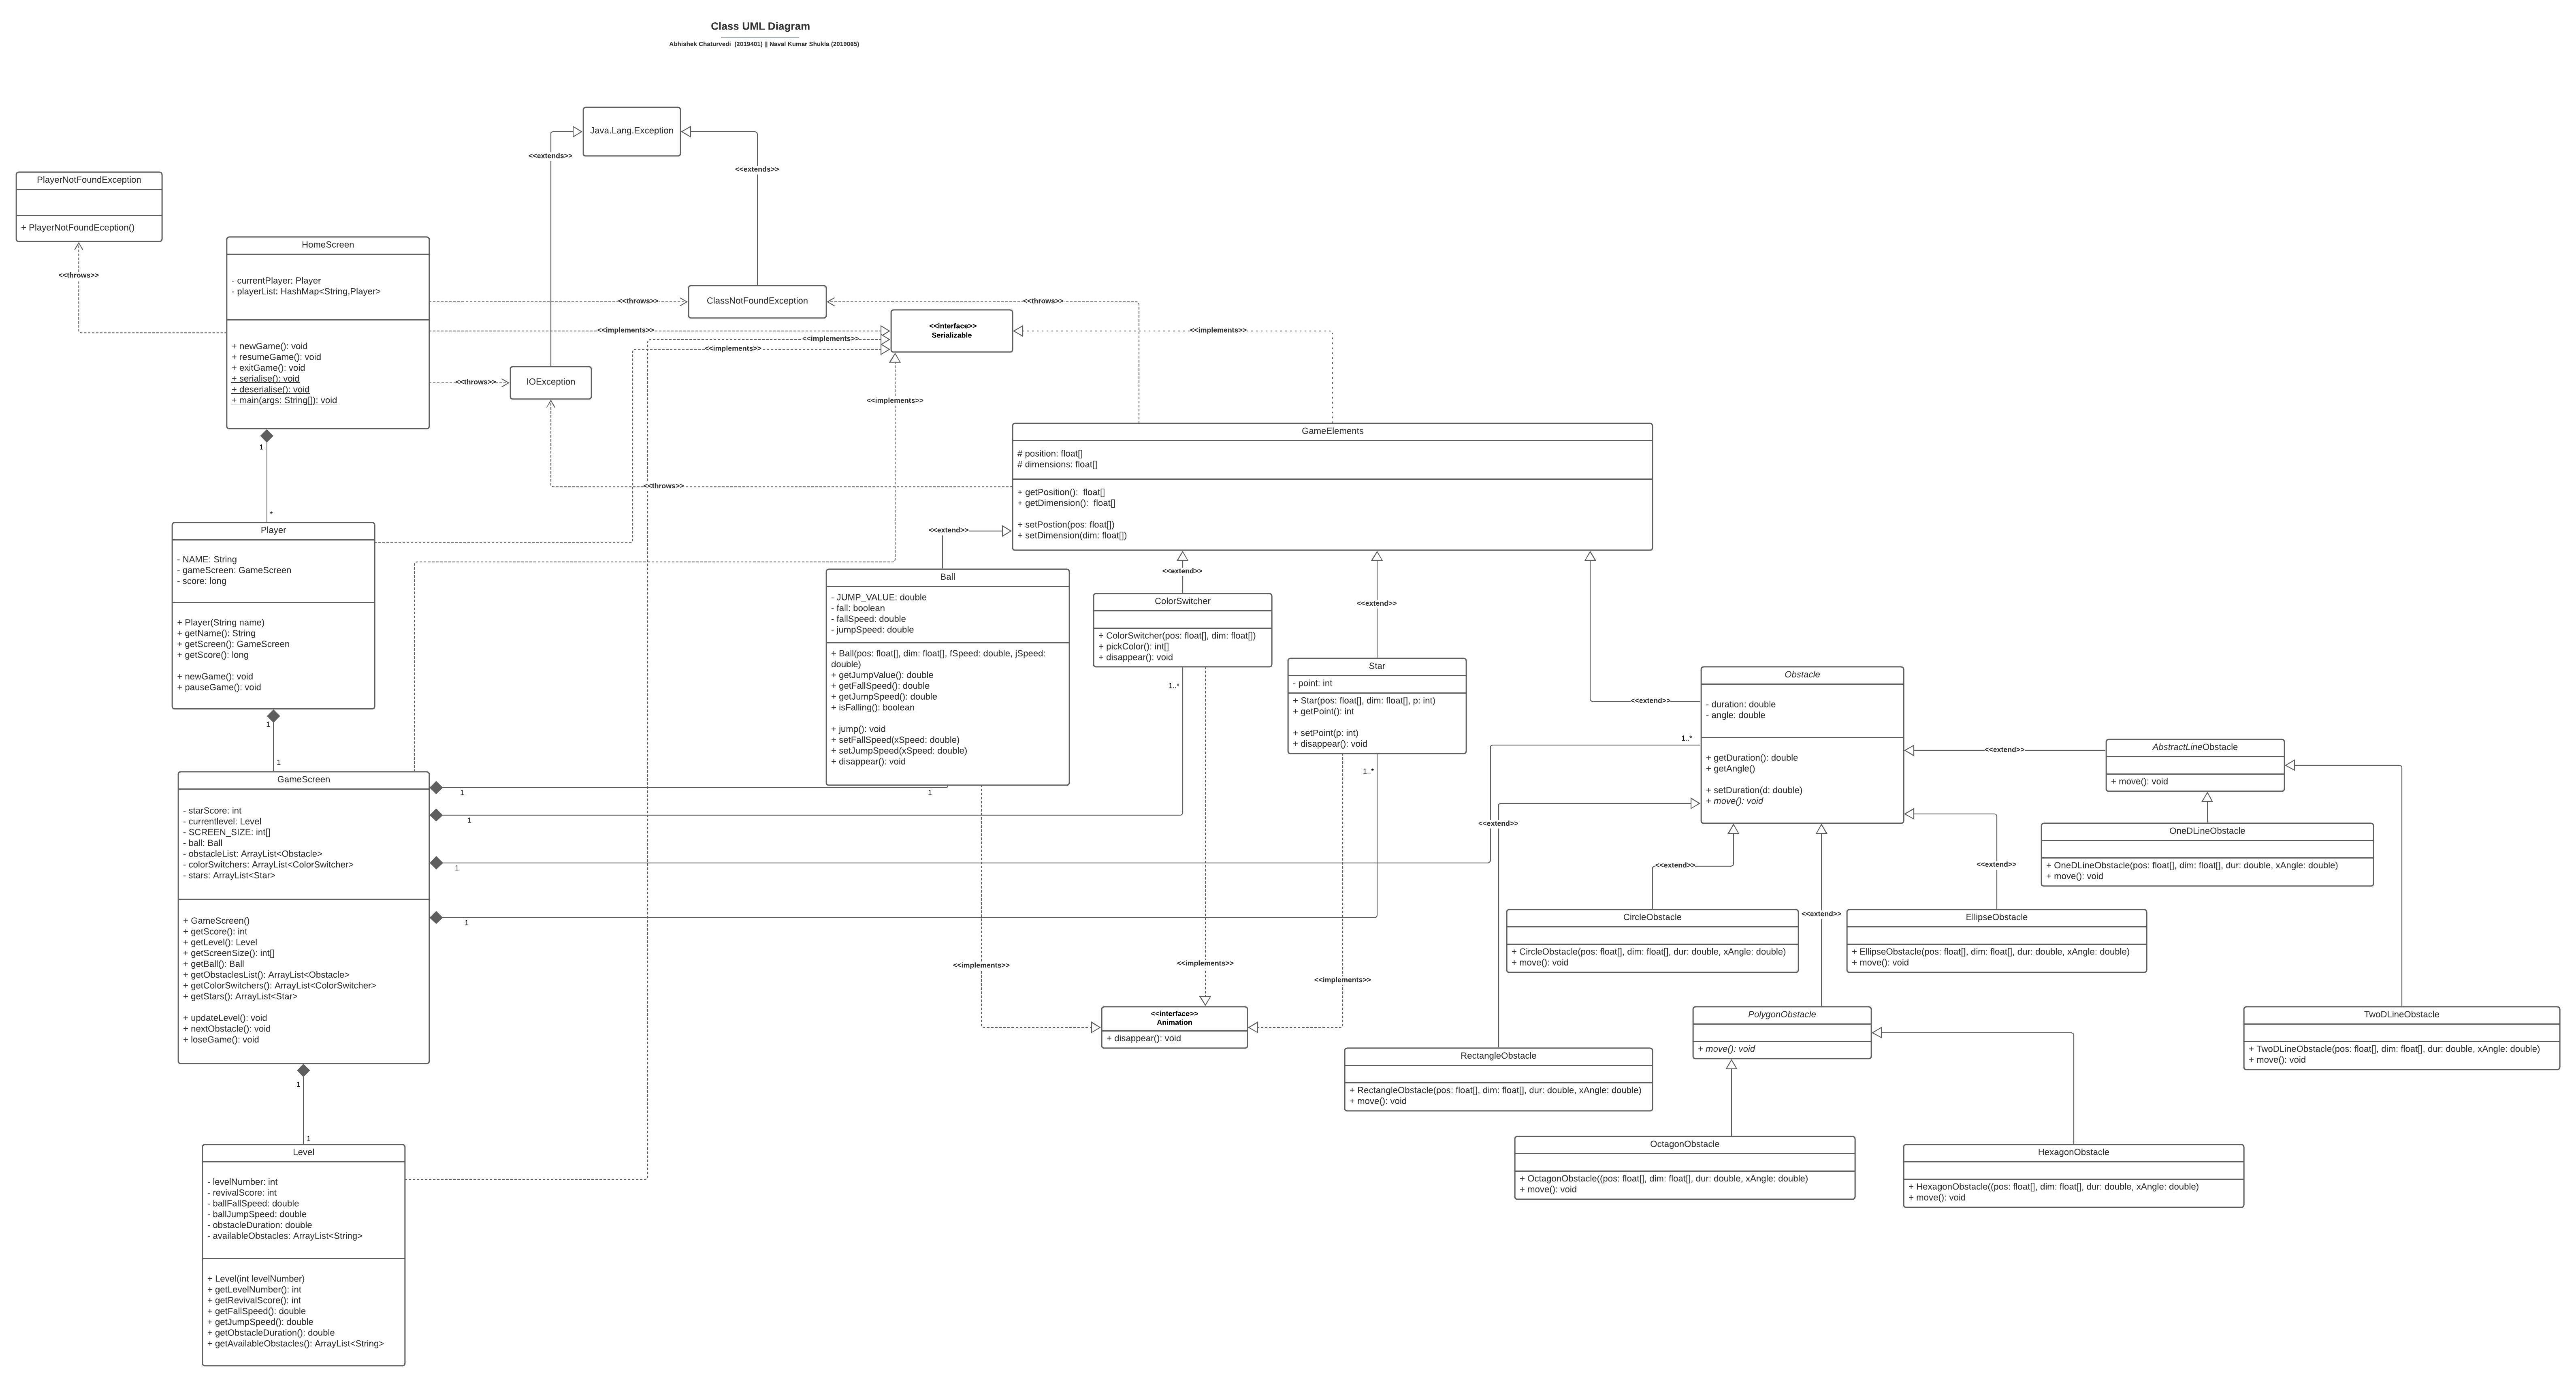 Class UML Diagram
Abhishek Chaturvedi  (2019401) || Naval Kumar Shukla (2019065)
Java.Lang.Exception
<<extends>>
<<extends>>
PlayerNotFoundException
+ PlayerNotFoundEception()
<<throws>>
HomeScreen
- currentPlayer: Player
- playerList: HashMap<String,Player>
+ newGame(): void
+ resumeGame(): void
+ exitGame(): void
+ serialise(): void
+ deserialise(): void
+ main(args: String[]): void
<<throws>>
ClassNotFoundException
<<throws>>
<<implements>>
<<interface>>
Serializable
<<implements>>
<<implements>>
<<implements>>
<<throws>>
IOException
<<implements>>
<<throws>>
1
*
GameElements
# position: float[]
# dimensions: float[]
+ getPosition():  float[]
+ getDimension():  float[]
+ setPostion(pos: float[])
+ setDimension(dim: float[])
Player
- NAME: String
- gameScreen: GameScreen
- score: long
+ Player(String name)
+ getName(): String
+ getScreen(): GameScreen
+ getScore(): long
+ newGame(): void
+ pauseGame(): void
1
1
<<extend>>
Ball
- JUMP_VALUE: double
- fall: boolean
- fallSpeed: double
- jumpSpeed: double
+ Ball(pos: float[], dim: float[], fSpeed: double, jSpeed:
double)
+ getJumpValue(): double
+ getFallSpeed(): double
+ getJumpSpeed(): double
+ isFalling(): boolean
+ jump(): void
+ setFallSpeed(xSpeed: double)
+ setJumpSpeed(xSpeed: double)
+ disappear(): void
<<extend>>
ColorSwitcher
+ ColorSwitcher(pos: float[], dim: float[])
+ pickColor(): int[]
+ disappear(): void
1..*
<<extend>>
Star
- point: int
+ Star(pos: float[], dim: float[], p: int)
+ getPoint(): int
+ setPoint(p: int)
+ disappear(): void
1..*
<<extend>>
Obstacle
- duration: double
- angle: double
+ getDuration(): double
+ getAngle()
+ setDuration(d: double)
+ move(): void
1..*
<<extend>>
AbstractLineObstacle
+ move(): void
OneDLineObstacle
+ OneDLineObstacle(pos: float[], dim: float[], dur: double, xAngle: double)
+ move(): void
GameScreen
- starScore: int
- currentlevel: Level
- SCREEN_SIZE: int[]
- ball: Ball
- obstacleList: ArrayList<Obstacle>
- colorSwitchers: ArrayList<ColorSwitcher>
- stars: ArrayList<Star>
+ GameScreen()
+ getScore(): int
+ getLevel(): Level
+ getScreenSize(): int[]
+ getBall(): Ball
+ getObstaclesList(): ArrayList<Obstacle>
+ getColorSwitchers(): ArrayList<ColorSwitcher>
+ getStars(): ArrayList<Star>
+ updateLevel(): void
+ nextObstacle(): void
+ loseGame(): void
1
1
1
1
1
<<extend>>
<<extend>>
<<extend>>
<<extend>>
CircleObstacle
+ CircleObstacle(pos: float[], dim: float[], dur: double, xAngle: double)
+ move(): void
EllipseObstacle
+ EllipseObstacle(pos: float[], dim: float[], dur: double, xAngle: double)
+ move(): void
<<implements>>
<<implements>>
<<implements>>
<<interface>>
Animation
+ disappear(): void
RectangleObstacle
+ RectangleObstacle(pos: float[], dim: float[], dur: double, xAngle: double)
+ move(): void
PolygonObstacle
+ move(): void
TwoDLineObstacle
+ TwoDLineObstacle(pos: float[], dim: float[], dur: double, xAngle: double)
+ move(): void
OctagonObstacle
+ OctagonObstacle((pos: float[], dim: float[], dur: double, xAngle: double)
+ move(): void
HexagonObstacle
+ HexagonObstacle((pos: float[], dim: float[], dur: double, xAngle: double)
+ move(): void
1
1
Level
- levelNumber: int
- revivalScore: int
- ballFallSpeed: double
- ballJumpSpeed: double
- obstacleDuration: double
- availableObstacles: ArrayList<String>
+ Level(int levelNumber)
+ getLevelNumber(): int
+ getRevivalScore(): int
+ getFallSpeed(): double
+ getJumpSpeed(): double
+ getObstacleDuration(): double
+ getAvailableObstacles(): ArrayList<String>